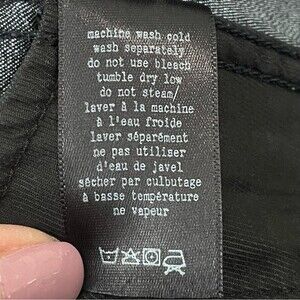 machine wash cold
wash separately
do not use bleach
tumble dry low
do not steam/
laver à la machine
à l'eau froide
laver séparément
ne pas utiliser
d'eau de javel
sécher par culbutage
à basse température
ne vapeur